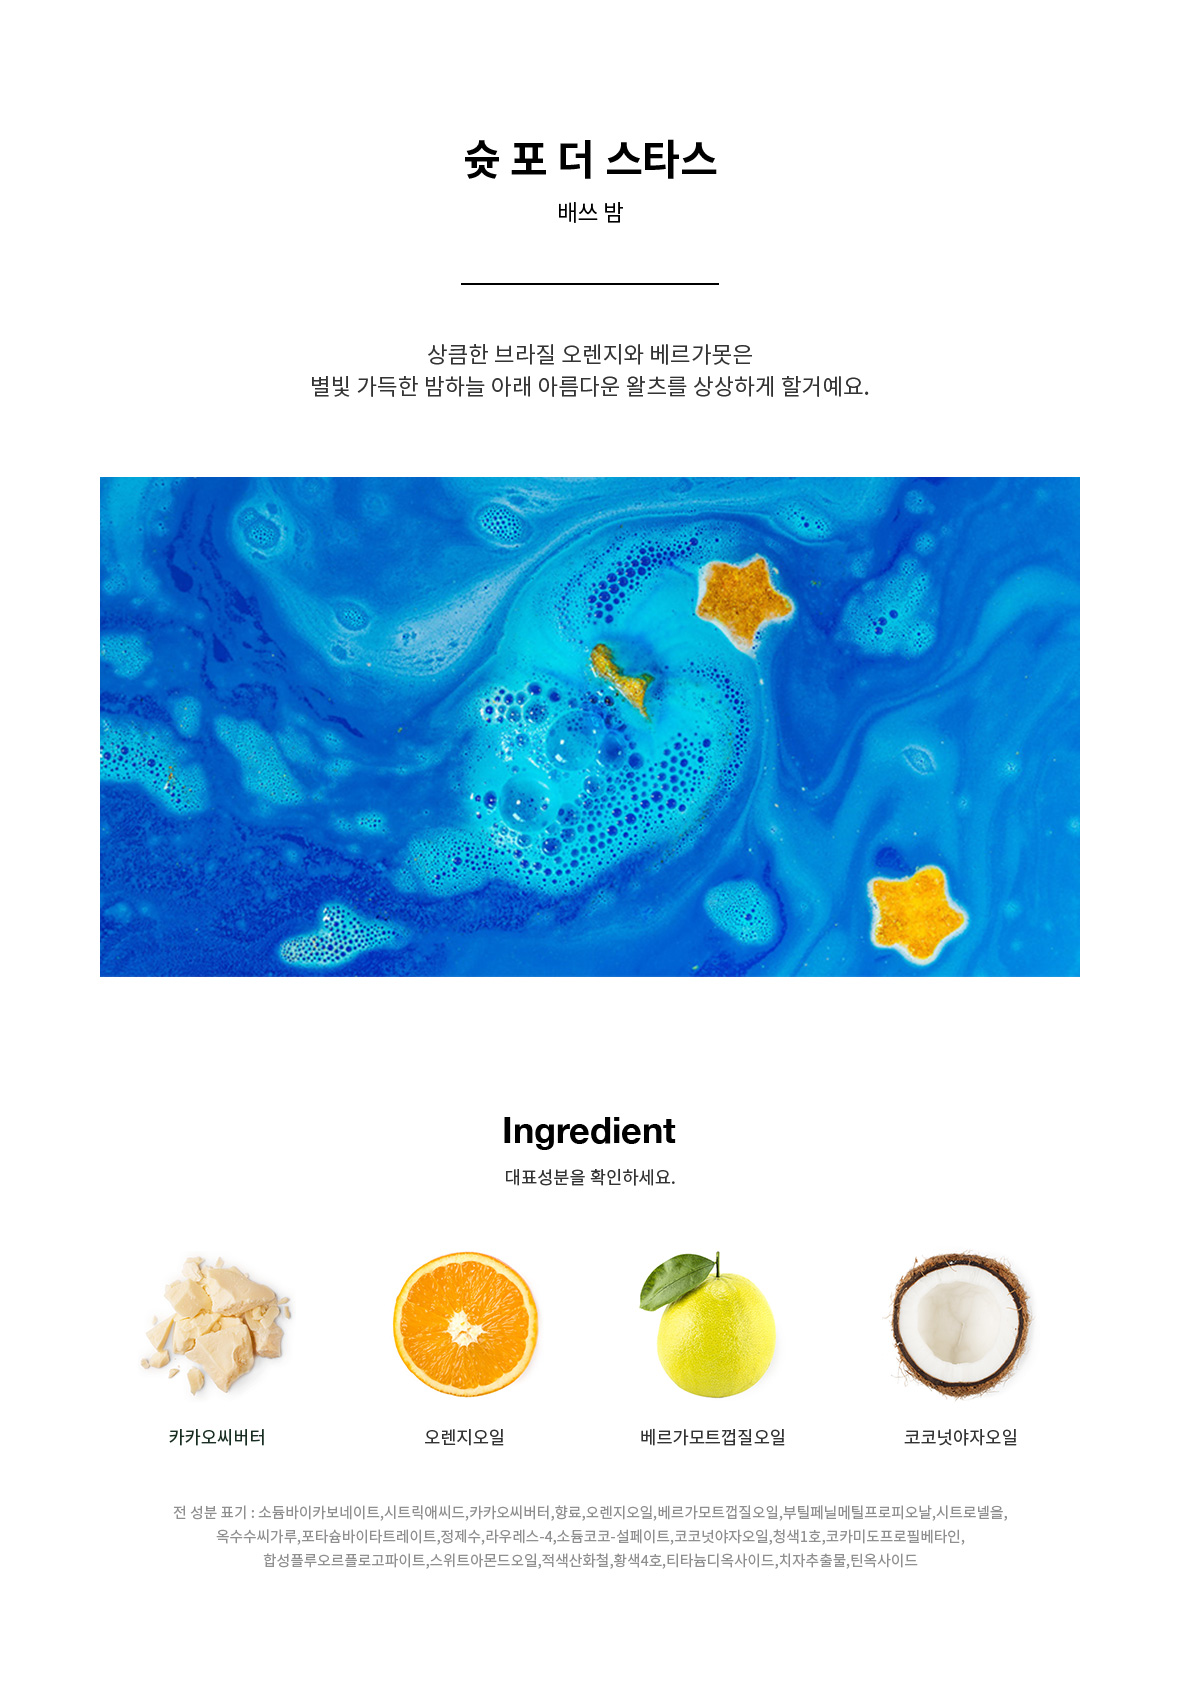 슛 포 더 스타스
배쓰 밤
상큼한 브라질 오렌지와 베르가못은
별빛 가득한 밤하늘 아래 아름다운 왈츠를 상상하게 할거예요.
Ingredient
대표성분을 확인하세요.
카카오씨버터
오렌지오일
베르가모트껍질오일
코코넛야자오일
전 성분 표기 : 소듐바이카보네이트,시트릭애씨드,카카오씨버터,향료,오렌지오일,베르가모트껍질오일,부틸페닐메틸프로피오날,시트로넬올,
옥수수씨가루,포타슘바이타트레이트,정제수,라우레스-4,소듐코코-설페이트,코코넛야자오일,청색1호,코카미도프로필베타인,
합성플루오르플로고파이트,스위트아몬드오일,적색산화철,황색4호,티타늄디옥사이드,치자추출물,틴옥사이드